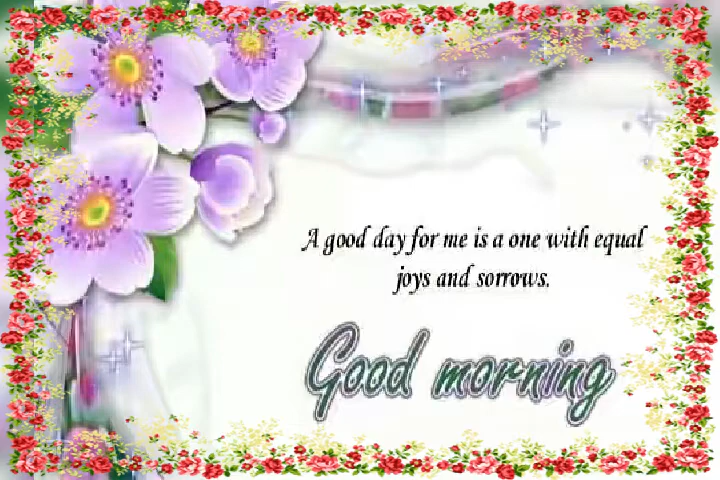 A good day for me is a one with equal
joys and sorrows.
Good morning